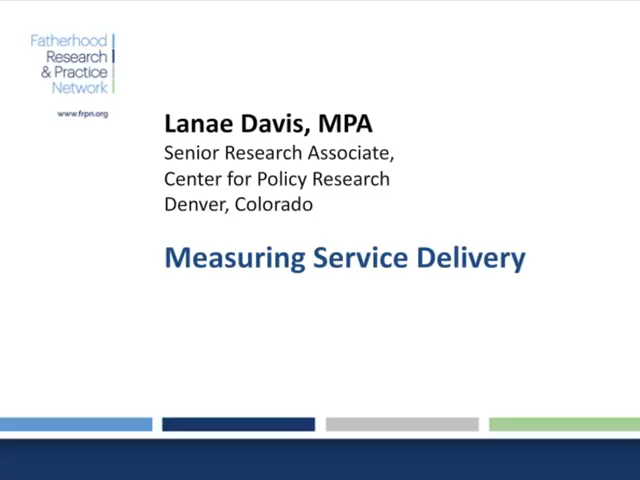 Fatherhood
Research
& Practice
Network
www.frpn.org
Lanae Davis, MPA
Senior Research Associate,
Center for Policy Research
Denver, Colorado
Measuring Service Delivery